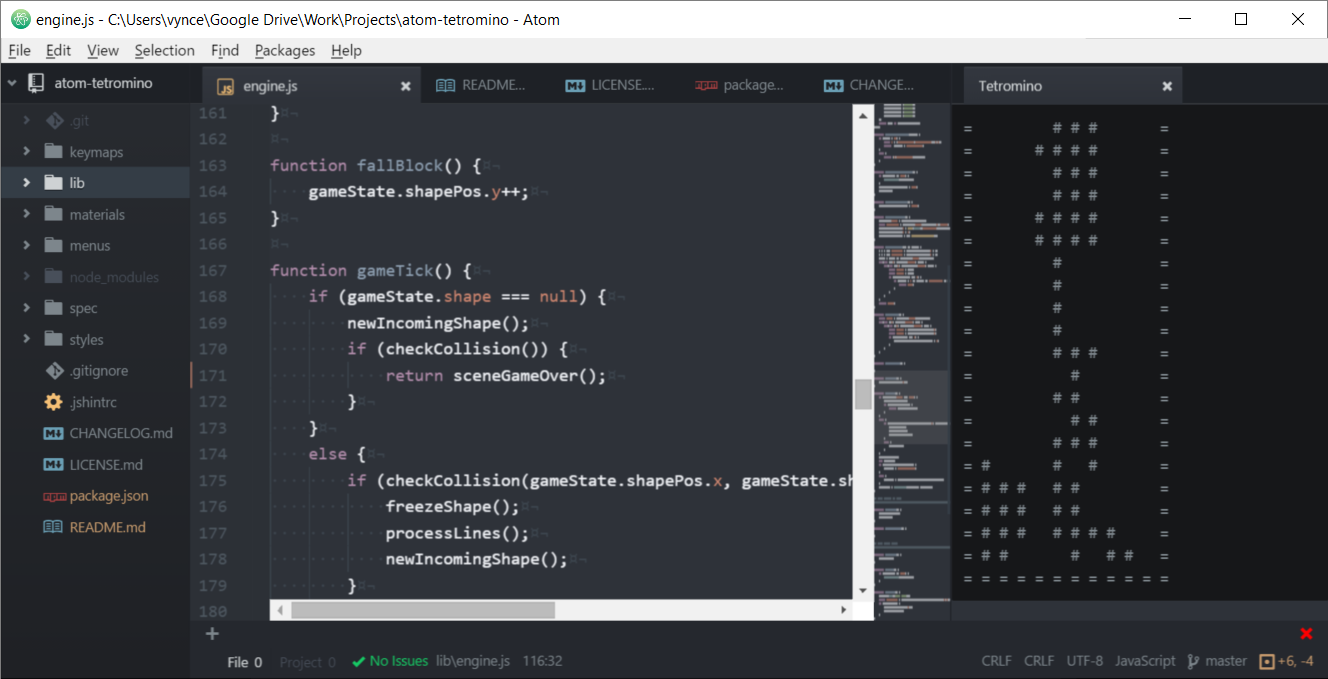 engine.js - C:\Users\vynce\Google Drive\Work\Projects\atom-tetromino - Atom
File Edit View Selection Find Packages Help
atom-tetromino
.git
keymaps
lib
materials
menus
node_modules
spec
styles
.gitignore
.jshintrc
CHANGELOG.md
LICENSE.md
package.json
README.md
engine.js README... LICENSE... package... CHANGE...
161 }
162
163 function fallBlock() {
164     gameState.shapePos.y++;
165 }
166
167 function gameTick() {
168     if (gameState.shape === null) {
169         newIncomingShape();
170         if (checkCollision()) {
171             return sceneGameOver();
172         }
173     }
174     else {
175         if (checkCollision(gameState.shapePos.x, gameState.sh
176             freezeShape();
177             processLines();
178             newIncomingShape();
179         }
180
Tetromino
=         # # #       =
=       # # # #       =
=         # # #       =
=         # # #       =
=       # # # #       =
=       # # # #       =
=         #           =
=         #           =
=         #           =
=         #           =
=         # # #       =
=           #         =
=         # #         =
=           # #       =
=         # # #       =
= #       #   #       =
= # # #   # #         =
= # # #   # #         =
= # # #   # # # #     =
= # #       #   # #   =
= = = = = = = = = = = =
+
File 0 Project 0 No Issues lib\engine.js 116:32 CRLF CRLF UTF-8 JavaScript master +6, -4